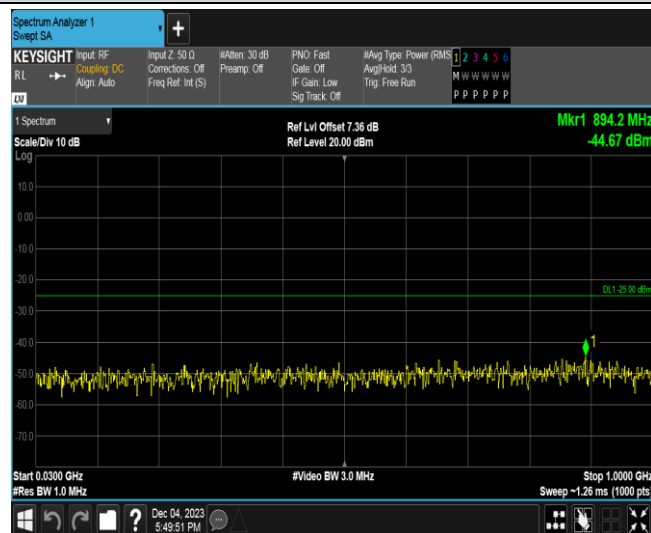 Spectrum Analyzer 1
Swept SA
+
KEYSIGHT
RL
Input: RF
Coupling: DC
Align: Auto
Input Z: 50 Ω
Corrections: Off
Freq Ref: Int (S)
#Atten: 30 dB
Preamp: Off
PNO: Fast
Gate: Off
IF Gain: Low
Sig Track: Off
#Avg Type: Power (RMS
Avg|Hold: 3/3
Trig: Free Run
1 2 3 4 5 6
M W W W W W
P P P P P P
1 Spectrum
Scale/Div 10 dB
Ref Lvl Offset 7.36 dB
Ref Level 20.00 dBm
Mkr1 894.2 MHz
-44.67 dBm
Log
10.0
0.00
-10.0
-20.0
DL1 -25.00 dBm
-30.0
-40.0
1
-50.0
-60.0
-70.0
Start 0.0300 GHz
#Video BW 3.0 MHz
Stop 1.0000 GHz
#Res BW 1.0 MHz
Sweep ~1.26 ms (1000 pts)
?
Dec 04, 2023
5:49:51 PM